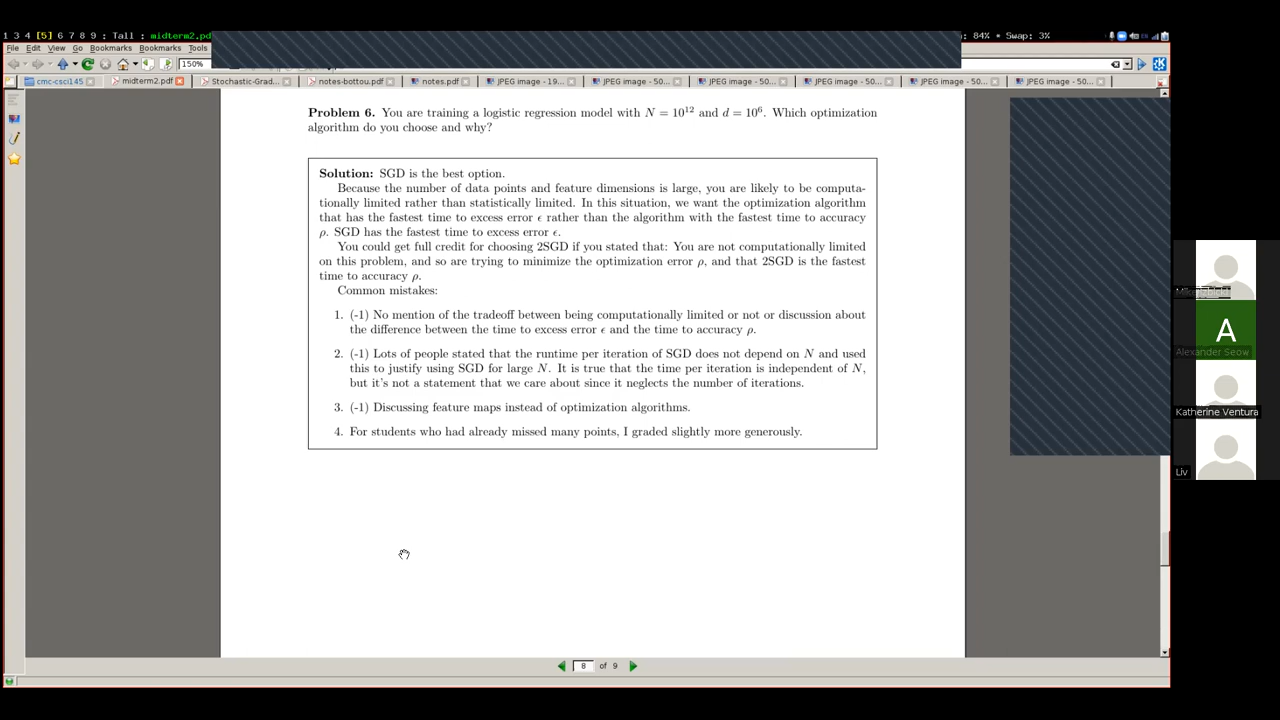 1 3 4 [5] 6 7 8 9 : Tall : midterm2.pd
: 84% * Swap: 3%
File Edit View Go Bookmarks Bookmarks Tools
150%
cmc-csci145 midterm2.pdf Stochastic-Grad... notes-bottou.pdf notes.pdf JPEG image - 19... JPEG image - 50... JPEG image - 50... JPEG image - 50... JPEG image - 50... JPEG image - 50...
Problem 6. You are training a logistic regression model with N = 10¹² and d = 10⁶. Which optimization
algorithm do you choose and why?
Solution: SGD is the best option.
Because the number of data points and feature dimensions is large, you are likely to be computa-
tionally limited rather than statistically limited. In this situation, we want the optimization algorithm
that has the fastest time to excess error ϵ rather than the algorithm with the fastest time to accuracy
ρ. SGD has the fastest time to excess error ϵ.
You could get full credit for choosing 2SGD if you stated that: You are not computationally limited
on this problem, and so are trying to minimize the optimization error ρ, and that 2SGD is the fastest
time to accuracy ρ.
Common mistakes:
1. (-1) No mention of the tradeoff between being computationally limited or not or discussion about
the difference between the time to excess error ϵ and the time to accuracy ρ.
2. (-1) Lots of people stated that the runtime per iteration of SGD does not depend on N and used
this to justify using SGD for large N. It is true that the time per iteration is independent of N,
but it's not a statement that we care about since it neglects the number of iterations.
3. (-1) Discussing feature maps instead of optimization algorithms.
4. For students who had already missed many points, I graded slightly more generously.
8 of 9
A
Alexander Seow
Katherine Ventura
Liv